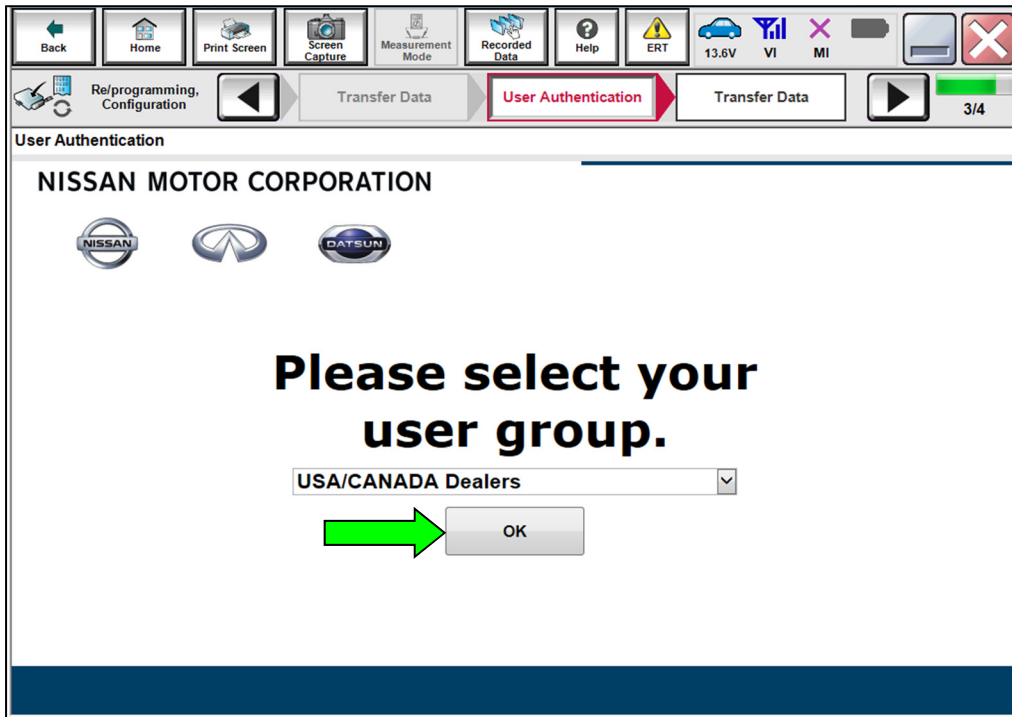 Back
Home
Print Screen
Screen
Capture
Measurement
Mode
Recorded
Data
Help
ERT
13.6V
VI
MI
Re/programming,
Configuration
Transfer Data
User Authentication
Transfer Data
3/4
User Authentication
NISSAN MOTOR CORPORATION
NISSAN
DATSUN
Please select your
user group.
USA/CANADA Dealers
OK